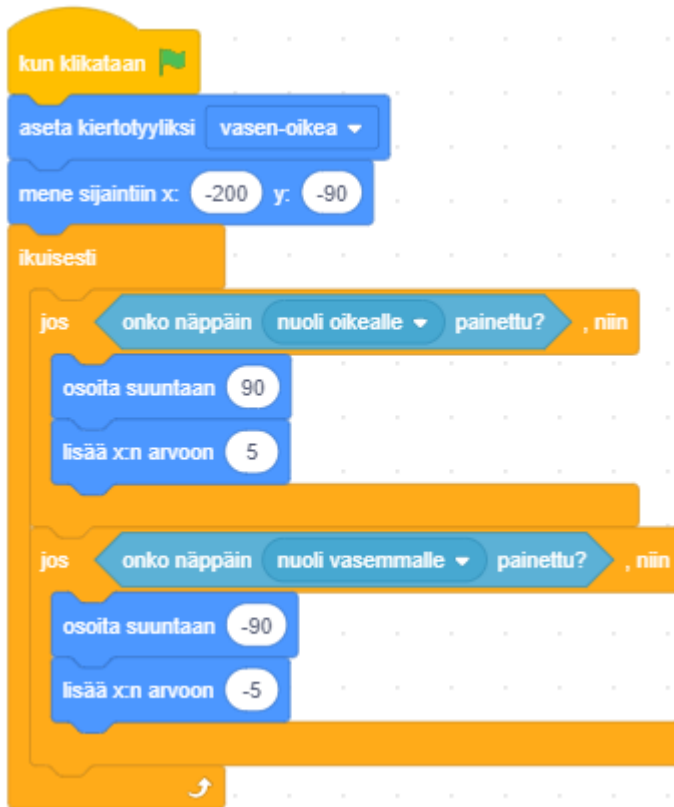 kun klikataan
aseta kiertotyyliksi vasen-oikea
mene sijaintiin x: -200 y: -90
ikuisesti
jos onko näppäin nuoli oikealle painettu? , niin
osoita suuntaan 90
lisää x:n arvoon 5
jos onko näppäin nuoli vasemmalle painettu? , niin
osoita suuntaan -90
lisää x:n arvoon -5